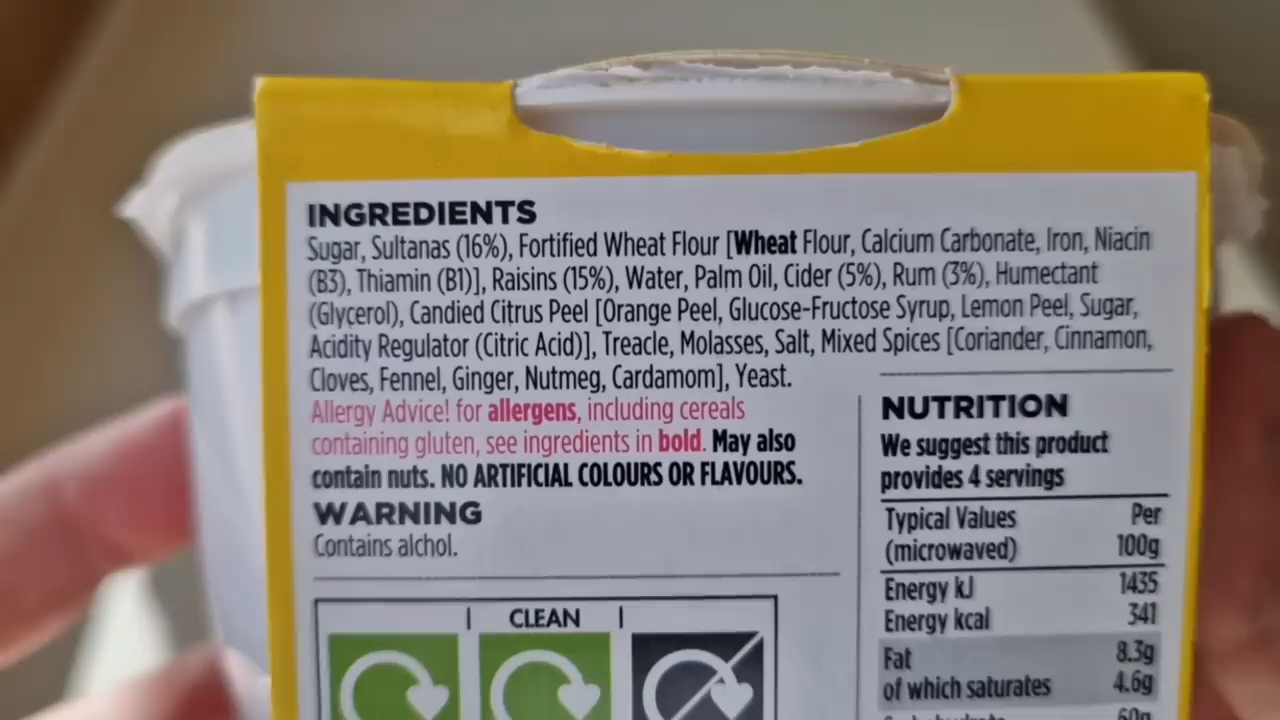 INGREDIENTS
Sugar, Sultanas (16%), Fortified Wheat Flour [Wheat Flour, Calcium Carbonate, Iron, Niacin
(B3), Thiamin (B1)], Raisins (15%), Water, Palm Oil, Cider (5%), Rum (3%), Humectant
(Glycerol), Candied Citrus Peel [Orange Peel, Glucose-Fructose Syrup, Lemon Peel, Sugar,
Acidity Regulator (Citric Acid)], Treacle, Molasses, Salt, Mixed Spices [Coriander, Cinnamon,
Cloves, Fennel, Ginger, Nutmeg, Cardamom], Yeast.
Allergy Advice! for allergens, including cereals
containing gluten, see ingredients in bold. May also
contain nuts. NO ARTIFICIAL COLOURS OR FLAVOURS.
WARNING
Contains alchol.
CLEAN
NUTRITION
We suggest this product
provides 4 servings
Typical Values Per
(microwaved) 100g
Energy kJ 1435
Energy kcal 341
Fat 8.3g
of which saturates 4.6g